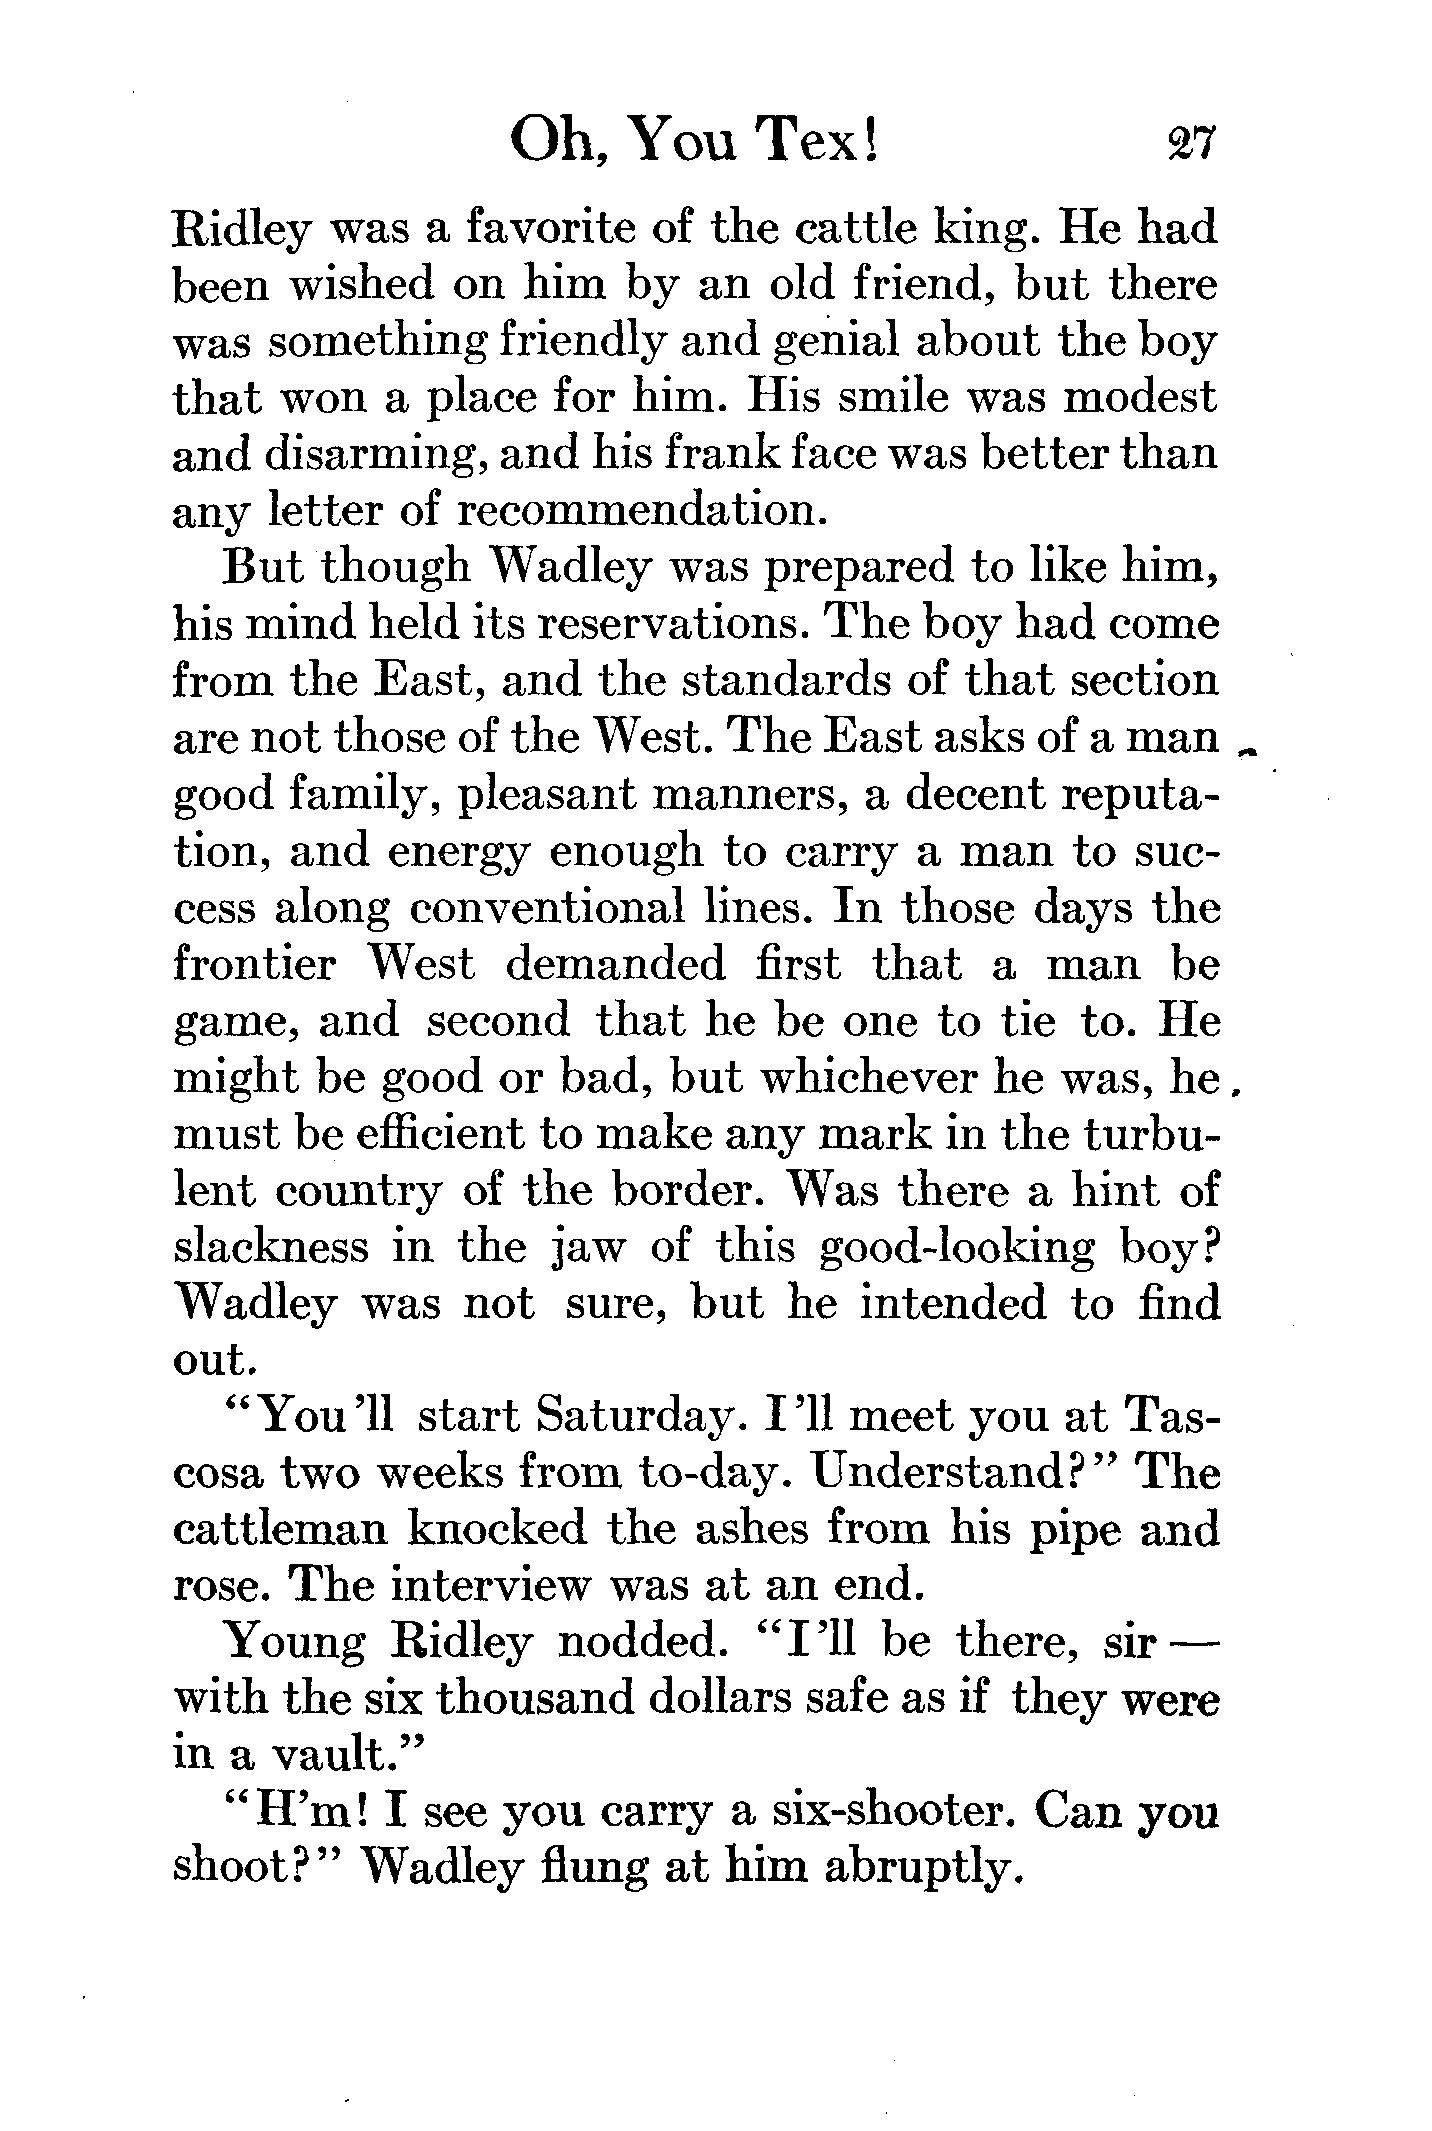 Oh, You Tex! 27
Ridley was a favorite of the cattle king. He had
been wished on him by an old friend, but there
was something friendly and genial about the boy
that won a place for him. His smile was modest
and disarming, and his frank face was better than
any letter of recommendation.
But though Wadley was prepared to like him,
his mind held its reservations. The boy had come
from the East, and the standards of that section
are not those of the West. The East asks of a man
good family, pleasant manners, a decent reputa-
tion, and energy enough to carry a man to suc-
cess along conventional lines. In those days the
frontier West demanded first that a man be
game, and second that he be one to tie to. He
might be good or bad, but whichever he was, he
must be efficient to make any mark in the turbu-
lent country of the border. Was there a hint of
slackness in the jaw of this good-looking boy?
Wadley was not sure, but he intended to find
out.
“You'll start Saturday. I'll meet you at Tas-
cosa two weeks from to-day. Understand?” The
cattleman knocked the ashes from his pipe and
rose. The interview was at an end.
Young Ridley nodded. “I'll be there, sir —
with the six thousand dollars safe as if they were
in a vault.”
“H'm! I see you carry a six-shooter. Can you
shoot?” Wadley flung at him abruptly.